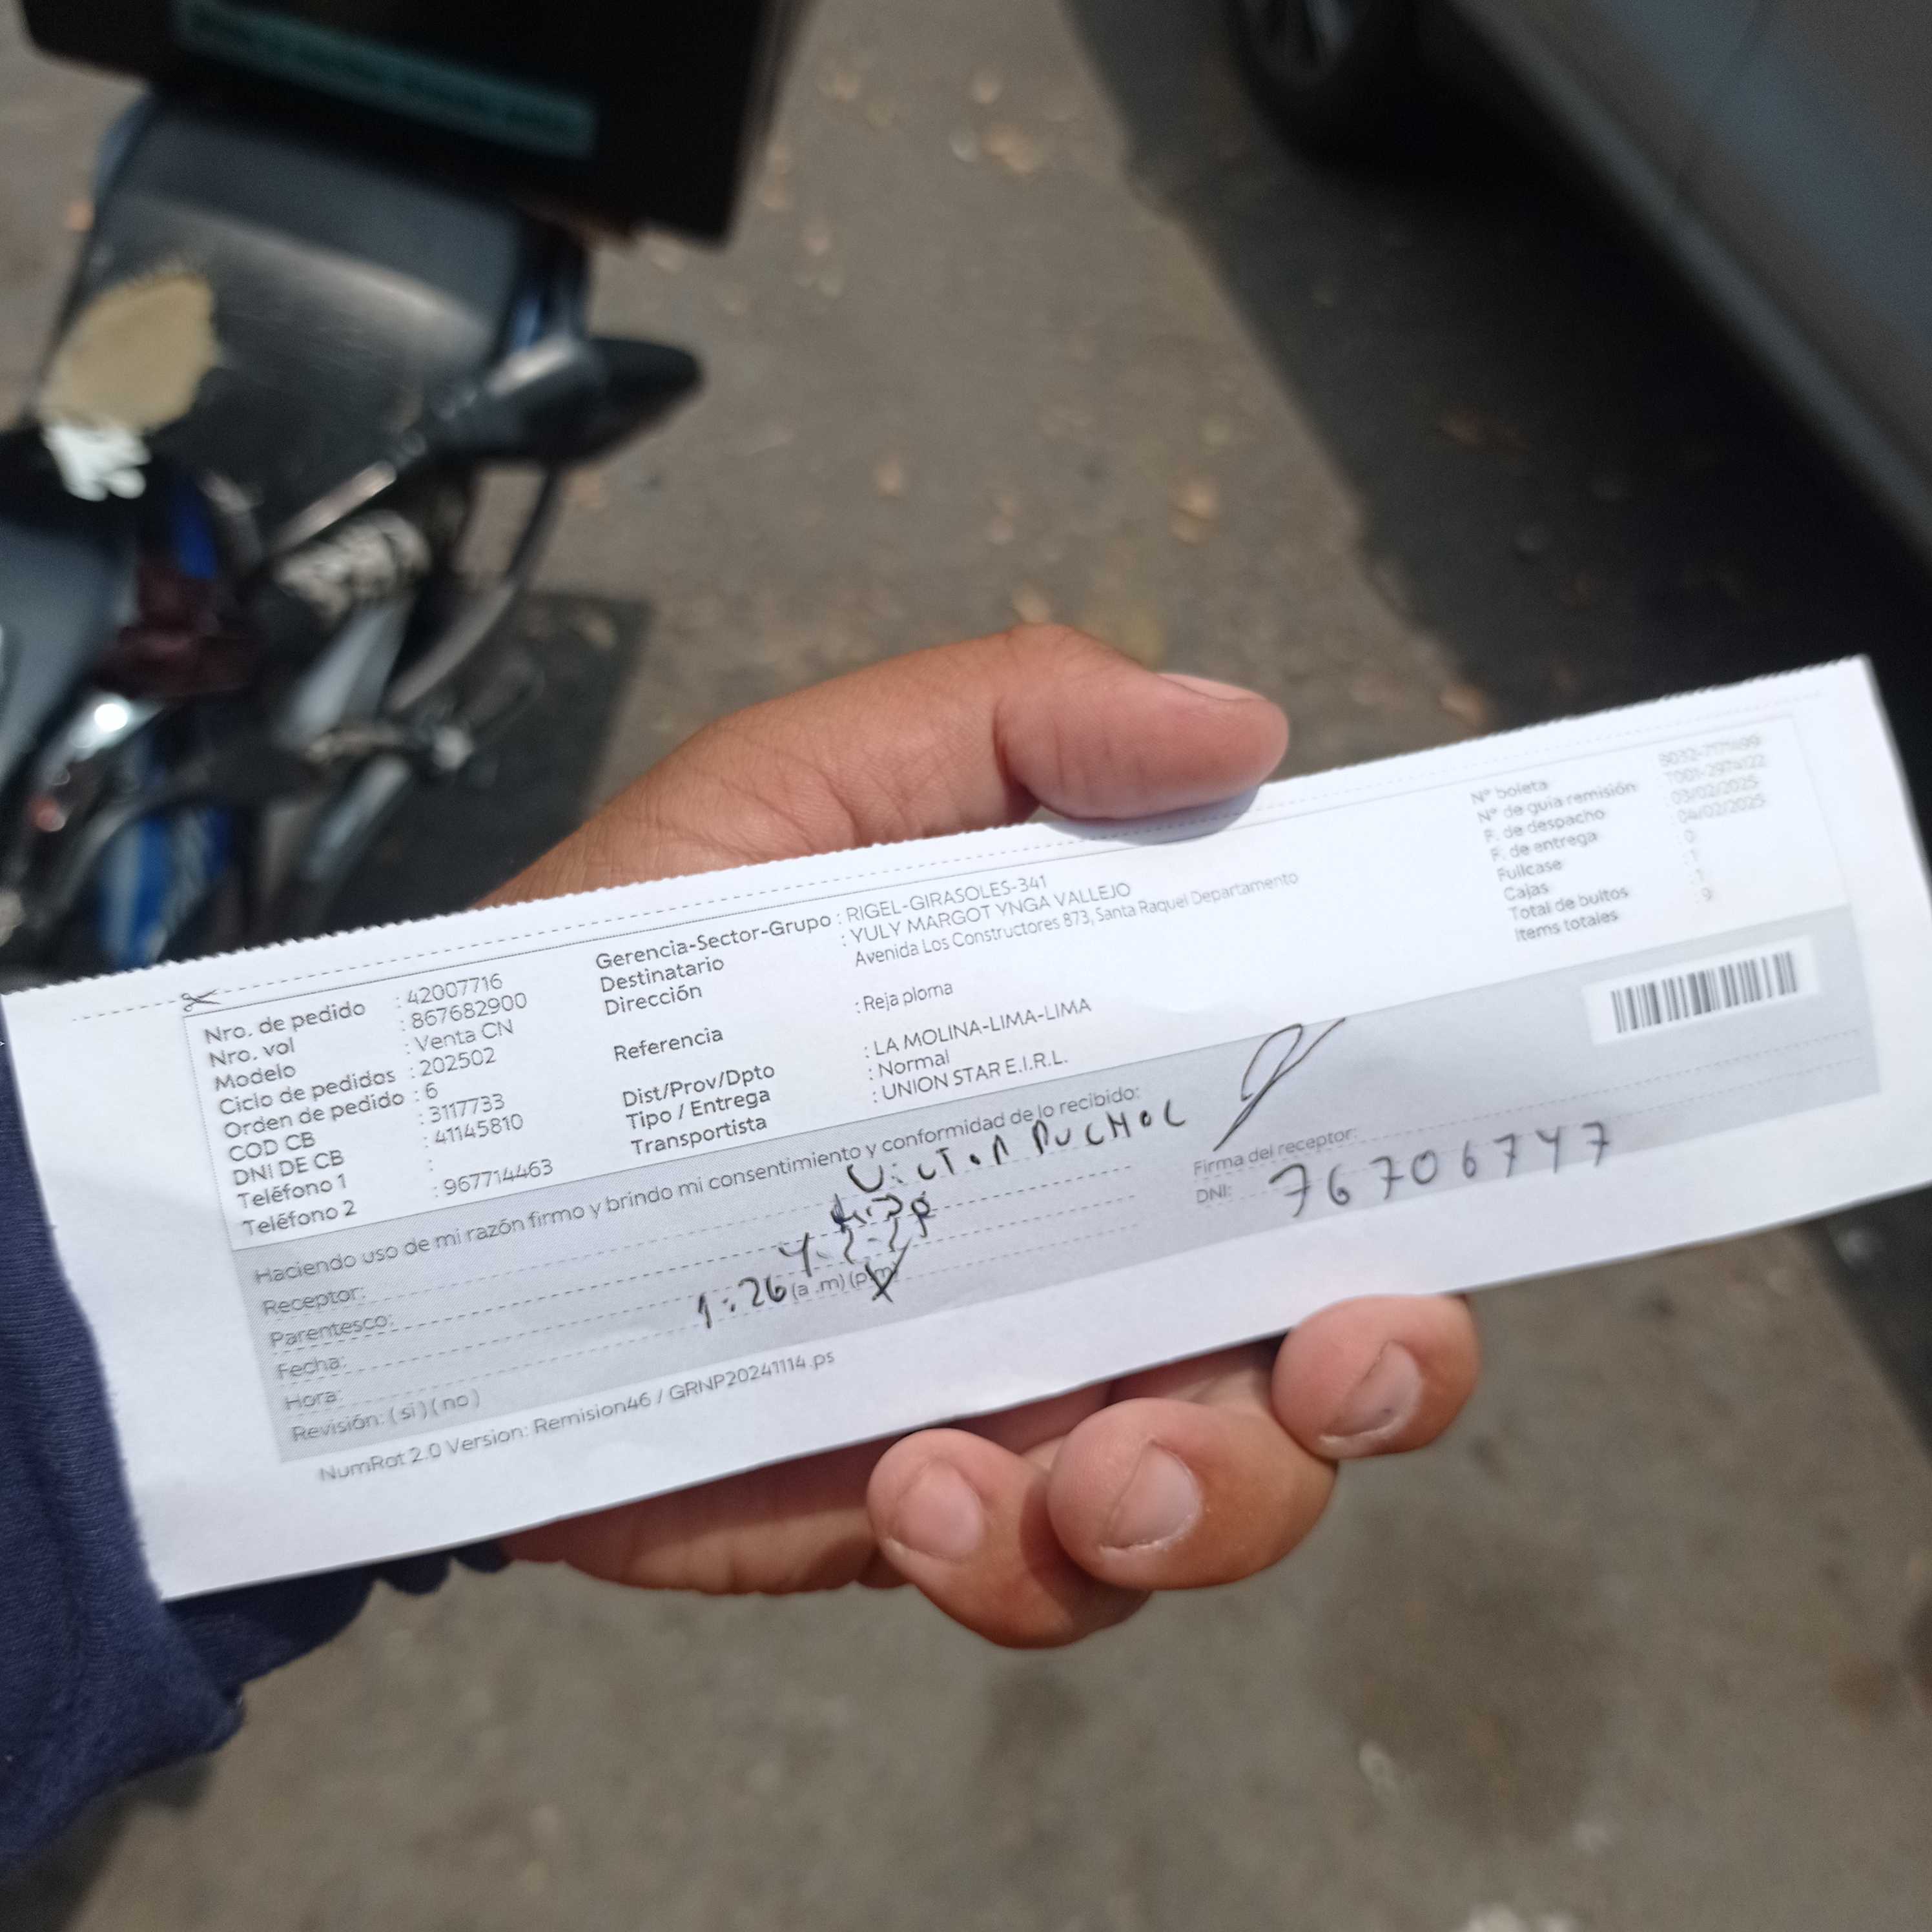 Nro. de pedido : 42007716
Nro. vol : 867682900
Modelo : Venta CN
Ciclo de pedidos : 202502
Orden de pedido : 6
COD CB : 3117733
DNI DE CB : 41145810
Teléfono 1 :
Teléfono 2 : 967714463
Gerencia-Sector-Grupo : RIGEL-GIRASOLES-341
Destinatario : YULY MARGOT YNGA VALLEJO
Dirección Avenida Los Constructores 873, Santa Raquel Departamento
Referencia : Reja ploma
Dist/Prov/Dpto : LA MOLINA-LIMA-LIMA
Tipo / Entrega : Normal
Transportista : UNION STAR E.I.R.L.
N° boleta
N° de guia remisión
F. de despacho : 03/02/2025
F. de entrega : 04/02/2025
Fullcase : 0
Cajas : 1
Total de bultos : 1
Items totales : 9
Haciendo uso de mi razón firmo y brindo mi consentimiento y conformidad de lo recibido:
Receptor: VICTOR PUCHOC
Parentesco:
Fecha:
Hora: 1:26 (a .m) (p.m)
Revisión: ( si ) ( no )
Firma del receptor:
DNI: 76706747
NumRot 2.0 Version: Remision46 / GRNP20241114.ps